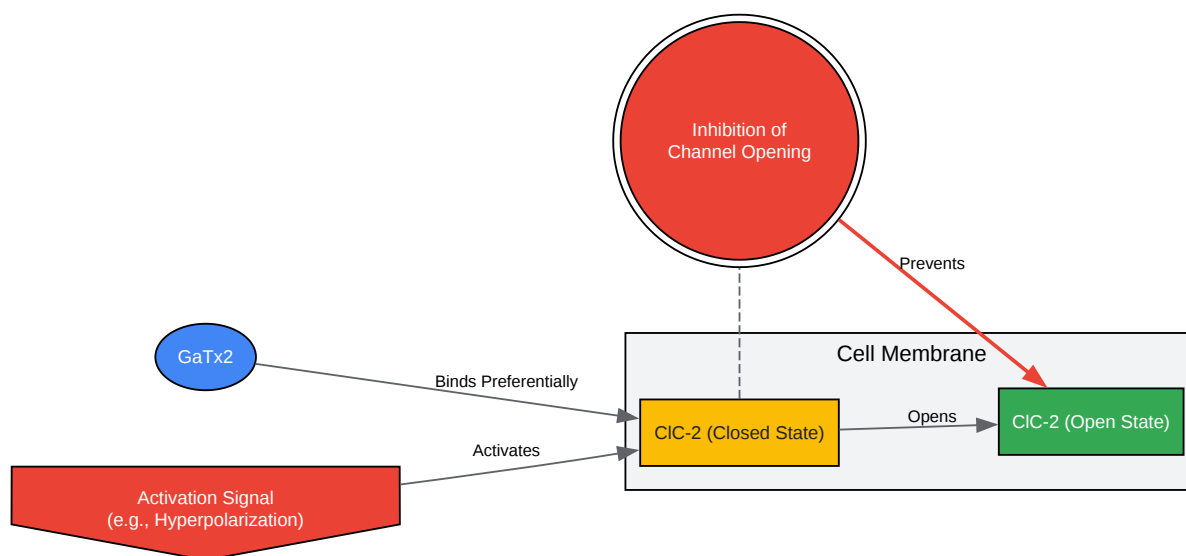 Inhibition of
Channel Opening
Prevents
Cell Membrane
GaTx2
Binds Preferentially
ClC-2 (Closed State)
Opens
ClC-2 (Open State)
Activates
Activation Signal
(e.g., Hyperpolarization)